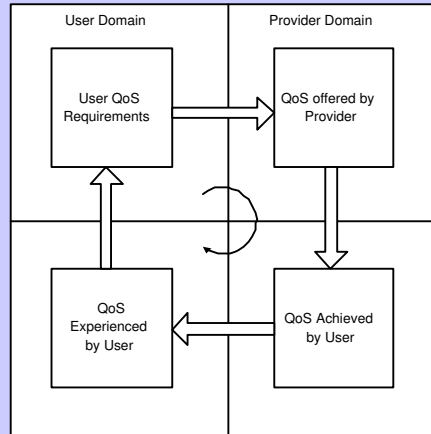 User Domain
Provider Domain
User QoS
Requirements
QoS offered by
Provider
QoS
Experienced
by User
QoS Achieved
by User